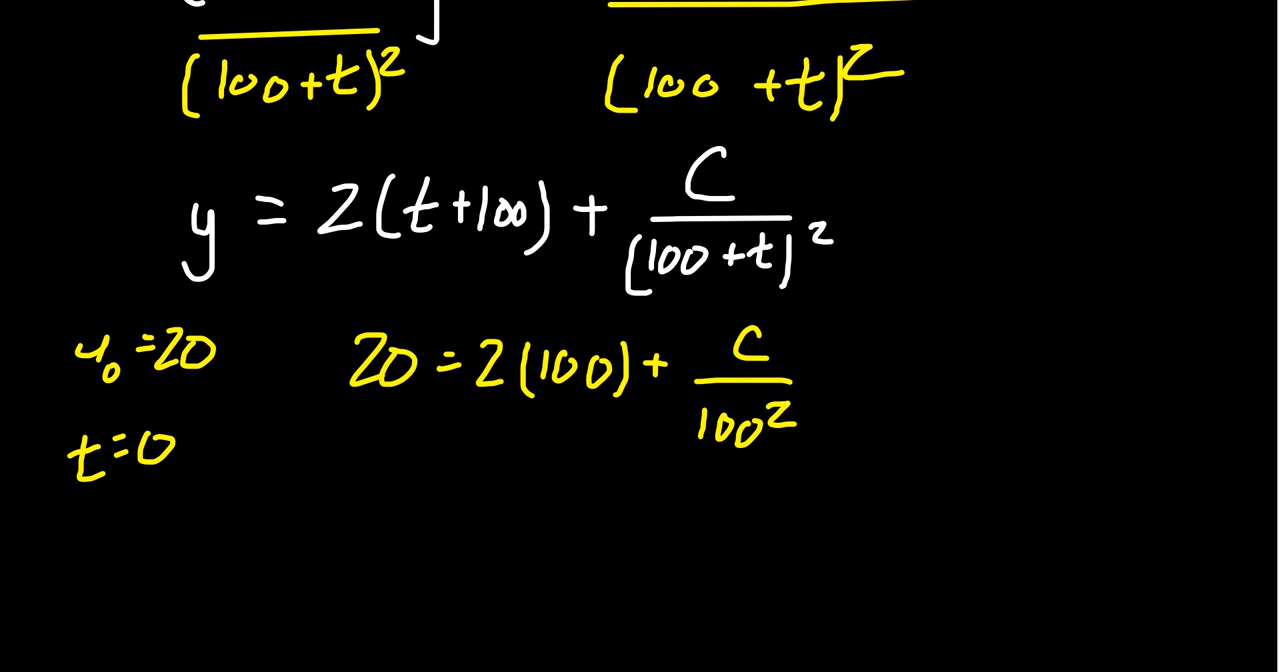 (100+t)² (100 +t)²
y = 2(t+100) + C/(100+t)²
y₀=20 20 = 2(100) + C/100²
t=0